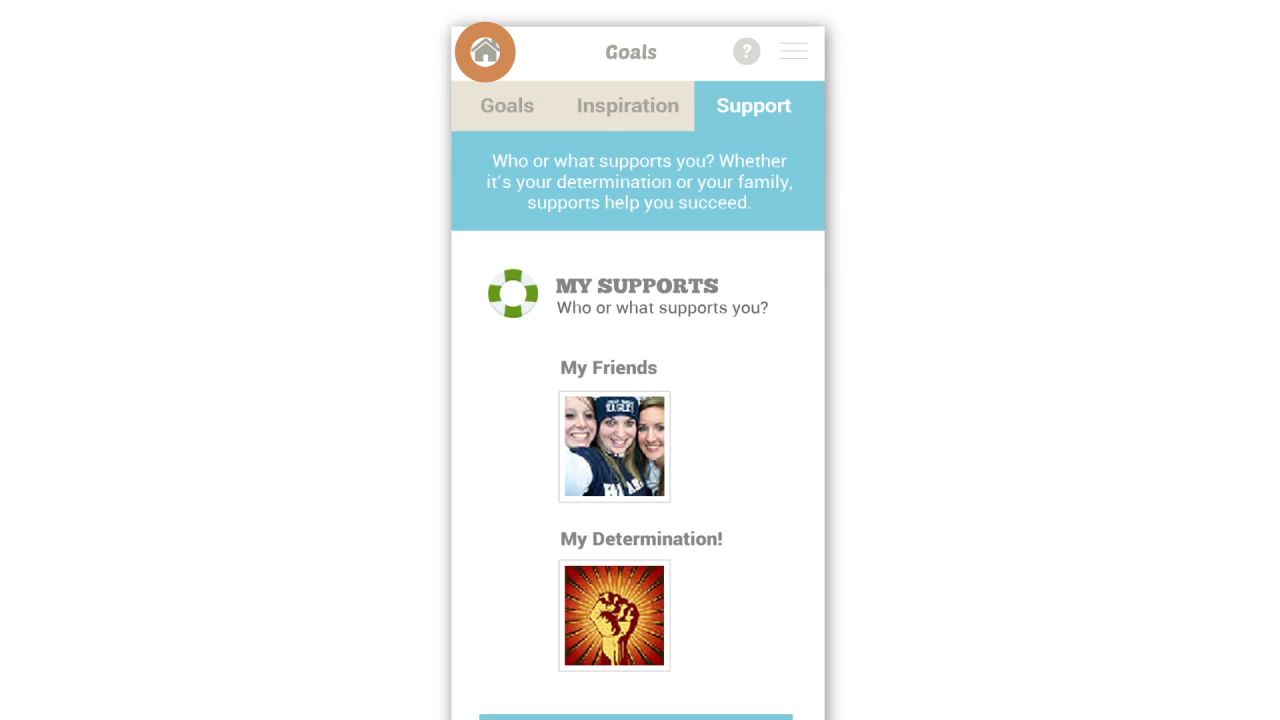 Goals
?
Goals
Inspiration
Support
Who or what supports you? Whether
it's your determination or your family,
supports help you succeed.
MY SUPPORTS
Who or what supports you?
My Friends
My Determination!